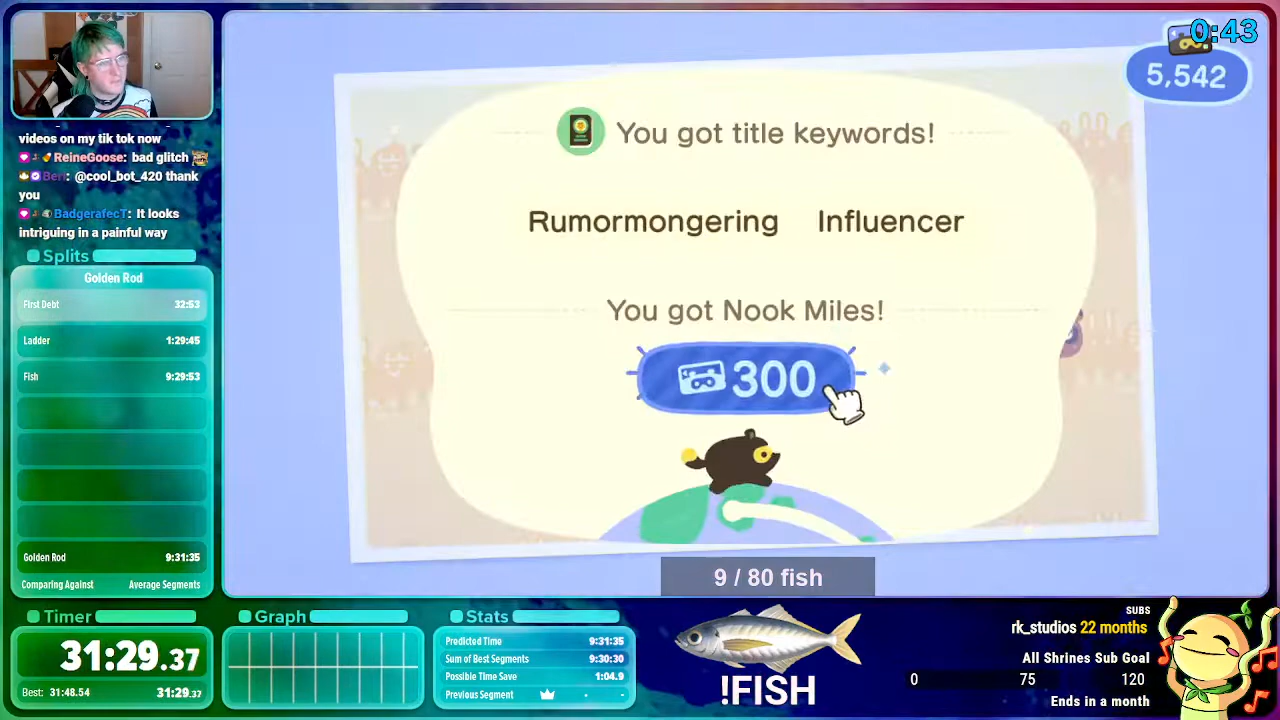 0:43
5,542
You got title keywords!
Rumormongering Influencer
You got Nook Miles!
300
9 / 80 fish
videos on my tik tok now
ReineGoose: bad glitch
Beri: @cool_bot_420 thank
you
BadgerafecT: It looks
intriguing in a painful way
Splits
Golden Rod
First Debt 32:53
Ladder 1:29:45
Fish 9:29:53
Golden Rod 9:31:35
Comparing Against Average Segments
Timer
31:29.37
Best: 31:48.54 31:29.37
Graph
Stats
Predicted Time 9:31:35
Sum of Best Segments 9:30:30
Possible Time Save 1:04.9
Previous Segment - -
!FISH
SUBS
rk_studios 22 months
All Shrines Sub Goal
0 75 120
Ends in a month